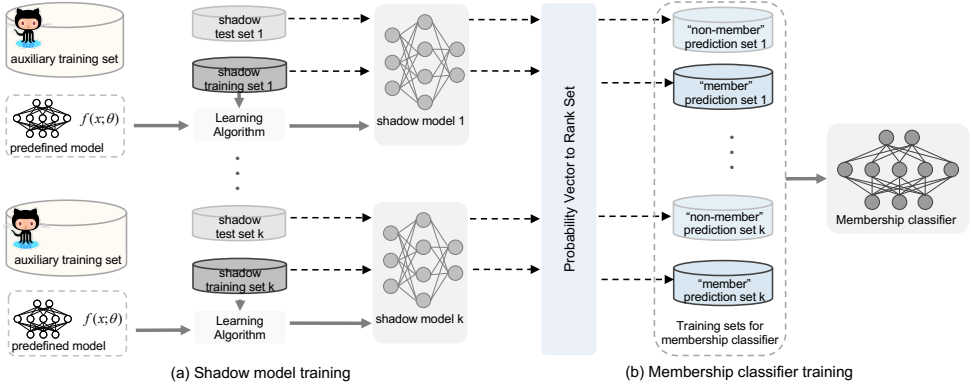 auxiliary training set
f(x;θ)
predefined model
shadow
test set 1
shadow
training set 1
Learning
Algorithm
shadow model 1
auxiliary training set
f(x;θ)
predefined model
shadow
test set k
shadow
training set k
Learning
Algorithm
shadow model k
(a) Shadow model training
Probability Vector to Rank Set
“non-member”
prediction set 1
“member”
prediction set 1
“non-member”
prediction set k
“member”
prediction set k
Training sets for
membership classifier
Membership classifier
(b) Membership classifier training